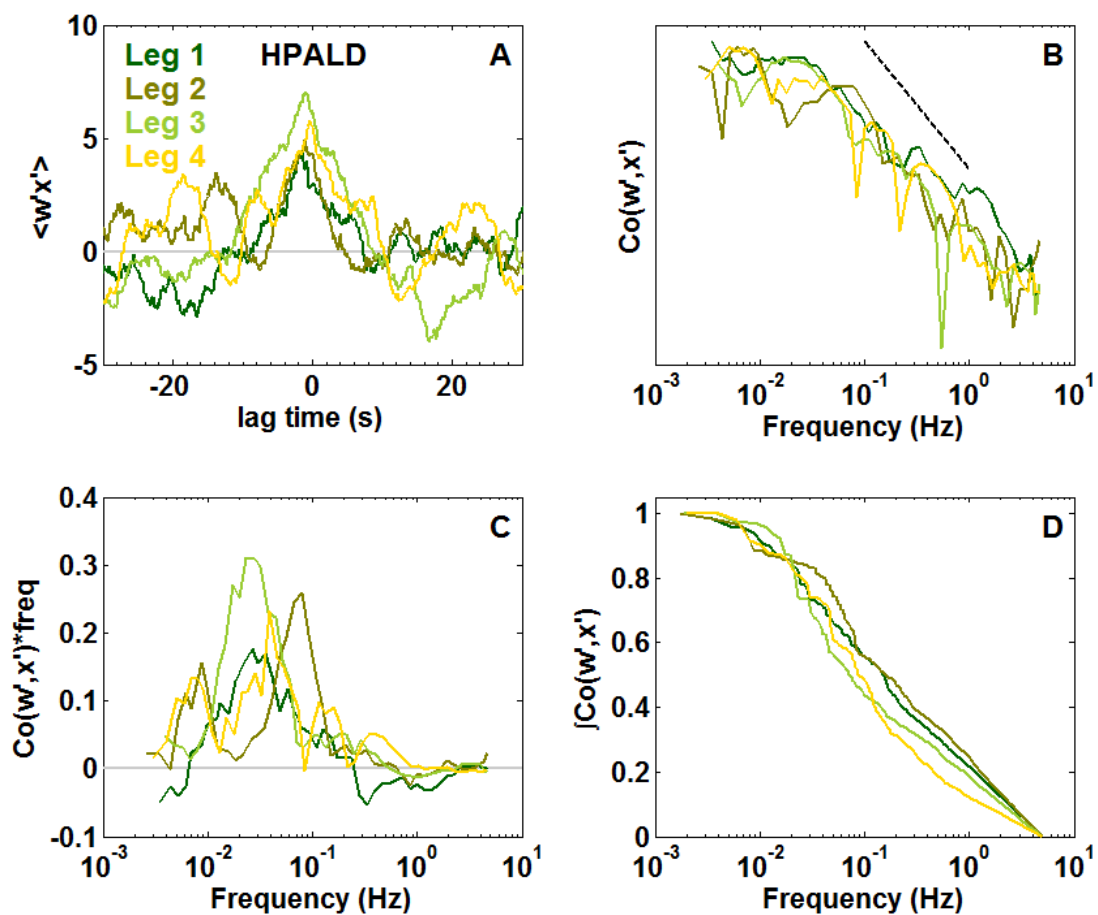 10
5
0
-5
<w'x'>
Leg 1
Leg 2
Leg 3
Leg 4
HPALD
A
-20
0
20
lag time (s)
Co(w',x')
B
10^-3
10^-2
10^-1
10^0
10^1
Frequency (Hz)
0.4
0.3
0.2
0.1
0
-0.1
Co(w',x')*freq
C
10^-3
10^-2
10^-1
10^0
10^1
Frequency (Hz)
1
0.8
0.6
0.4
0.2
0
∫Co(w',x')
D
10^-3
10^-2
10^-1
10^0
10^1
Frequency (Hz)